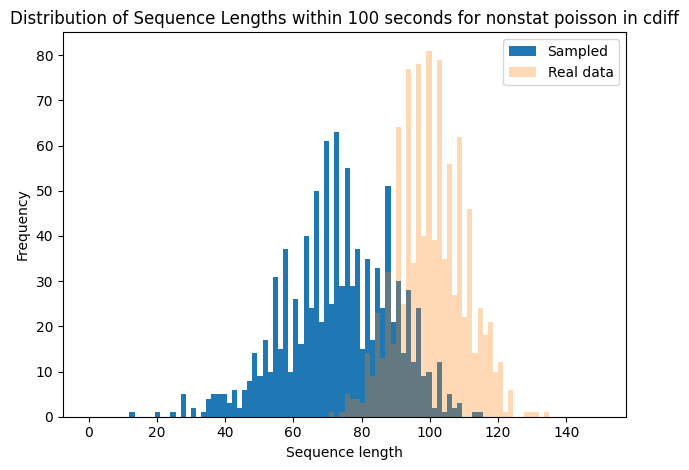 Distribution of Sequence Lengths within 100 seconds for nonstat poisson in cdiff
Sampled
Real data
80
70
60
50
40
30
20
10
0
Frequency
0 20 40 60 80 100 120 140
Sequence length